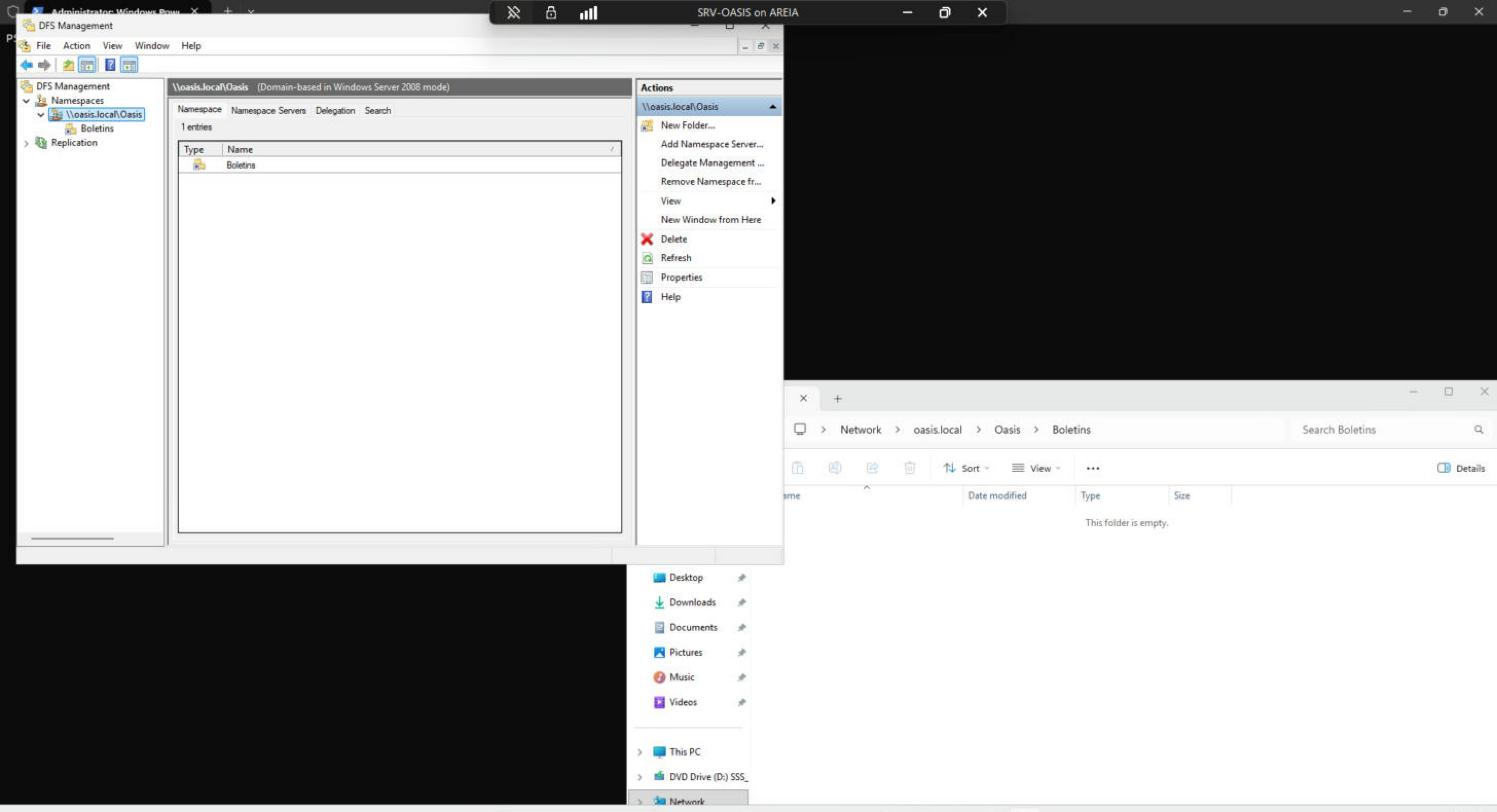 Administrator: Windows Pow
SRV-OASIS on AREIA
DFS Management
File Action View Window Help
DFS Management
Namespaces
\\oasis.local\Oasis
Boletins
Replication
\\oasis.local\Oasis (Domain-based in Windows Server 2008 mode)
Namespace Namespace Servers Delegation Search
1 entries
Type Name
Boletins
Actions
\\oasis.local\Oasis
New Folder...
Add Namespace Server...
Delegate Management ...
Remove Namespace fr...
View
New Window from Here
Delete
Refresh
Properties
Help
Network > oasis.local > Oasis > Boletins
Search Boletins
Sort View ... Details
ame Date modified Type Size
This folder is empty.
Desktop
Downloads
Documents
Pictures
Music
Videos
This PC
DVD Drive (D:) SSS_
Network